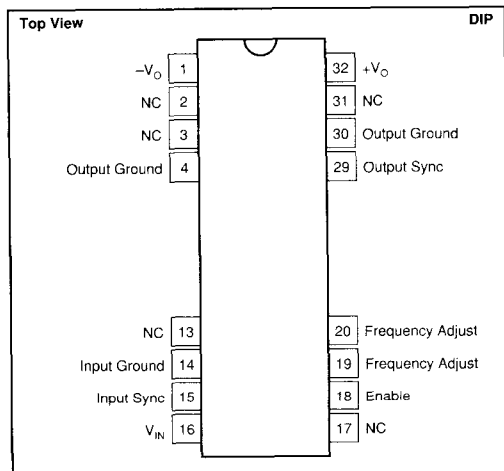 Top View DIP
–VO 1 32 +VO
NC 2 31 NC
NC 3 30 Output Ground
Output Ground 4 29 Output Sync
NC 13 20 Frequency Adjust
Input Ground 14 19 Frequency Adjust
Input Sync 15 18 Enable
VIN 16 17 NC